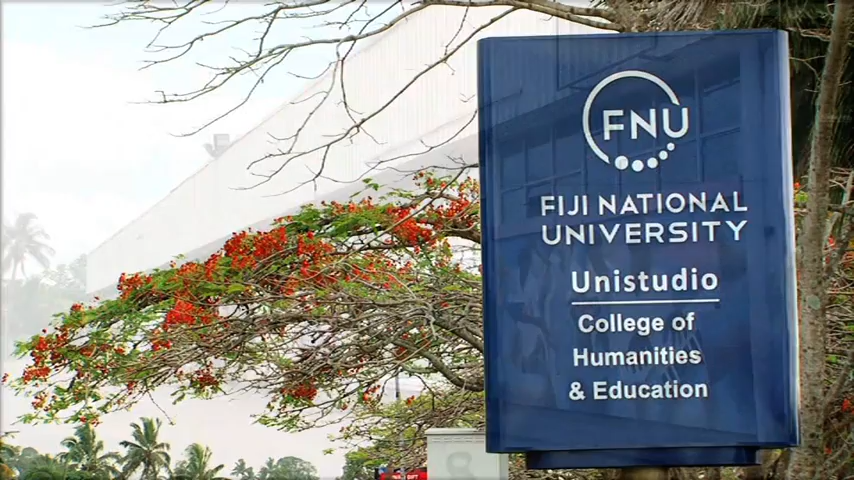 FNU
FIJI NATIONAL
UNIVERSITY
Unistudio
College of
Humanities
& Education